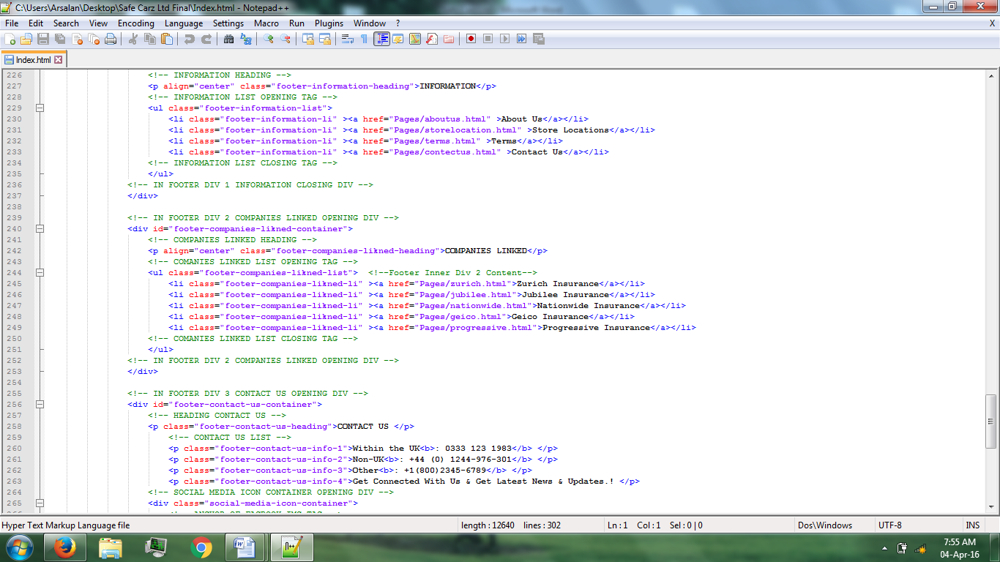 C:\Users\Arsalan\Desktop\Safe Carz Ltd Final\Index.html - Notepad++
File Edit Search View Encoding Language Settings Macro Run Plugins Window ? X
Index.html
226 <!-- INFORMATION HEADING -->
227 <p align="center" class="footer-information-heading">INFORMATION</p>
228 <!-- INFORMATION LIST OPENING TAG -->
229 <ul class="footer-information-list">
230 <li class="footer-information-li" ><a href="Pages/aboutus.html" >About Us</a></li>
231 <li class="footer-information-li" ><a href="Pages/storelocation.html" >Store Locations</a></li>
232 <li class="footer-information-li" ><a href="Pages/terms.html" >Terms</a></li>
233 <li class="footer-information-li" ><a href="Pages/contectus.html" >Contact Us</a></li>
234 <!-- INFORMATION LIST CLOSING TAG -->
235 </ul>
236 <!-- IN FOOTER DIV 1 INFORMATION CLOSING DIV -->
237 </div>
238
239 <!-- IN FOOTER DIV 2 COMPANIES LINKED OPENING DIV -->
240 <div id="footer-companies-likned-container">
241 <!-- COMPANIES LINKED HEADING -->
242 <p align="center" class="footer-companies-likned-heading">COMPANIES LINKED</p>
243 <!-- COMANIES LINKED LIST OPENING TAG -->
244 <ul class="footer-companies-likned-list"> <!--Footer Inner Div 2 Content-->
245 <li class="footer-companies-likned-li" ><a href="Pages/zurich.html">Zurich Insurance</a></li>
246 <li class="footer-companies-likned-li" ><a href="Pages/jubilee.html">Jubilee Insurance</a></li>
247 <li class="footer-companies-likned-li" ><a href="Pages/nationwide.html">Nationwide Insurance</a></li>
248 <li class="footer-companies-likned-li" ><a href="Pages/geico.html">Geico Insurance</a></li>
249 <li class="footer-companies-likned-li" ><a href="Pages/progressive.html">Progressive Insurance</a></li>
250 <!-- COMANIES LINKED LIST CLOSING TAG -->
251 </ul>
252 <!-- IN FOOTER DIV 2 COMPANIES LINKED OPENING DIV -->
253 </div>
254
255 <!-- IN FOOTER DIV 3 CONTACT US OPENING DIV -->
256 <div id="footer-contact-us-container">
257 <!-- HEADING CONTACT US -->
258 <p class="footer-contact-us-heading">CONTACT US </p>
259 <!-- CONTACT US LIST -->
260 <p class="footer-contact-us-info-1">Within the UK<b>: 0333 123 1983</b> </p>
261 <p class="footer-contact-us-info-2">Non-UK<b>: +44 (0) 1244-976-301</b> </p>
262 <p class="footer-contact-us-info-3">Other<b>: +1(800)2345-6789</b> </p>
263 <p class="footer-contact-us-info-4">Get Connected With Us & Get Latest News & Updates.! </p>
264 <!-- SOCIAL MEDIA ICON CONTAINER OPENING DIV -->
265 <div class="social-media-icon-container">
Hyper Text Markup Language file length : 12640 lines : 302 Ln : 1 Col : 1 Sel : 0 | 0 Dos\Windows UTF-8 INS
7:55 AM
04-Apr-16